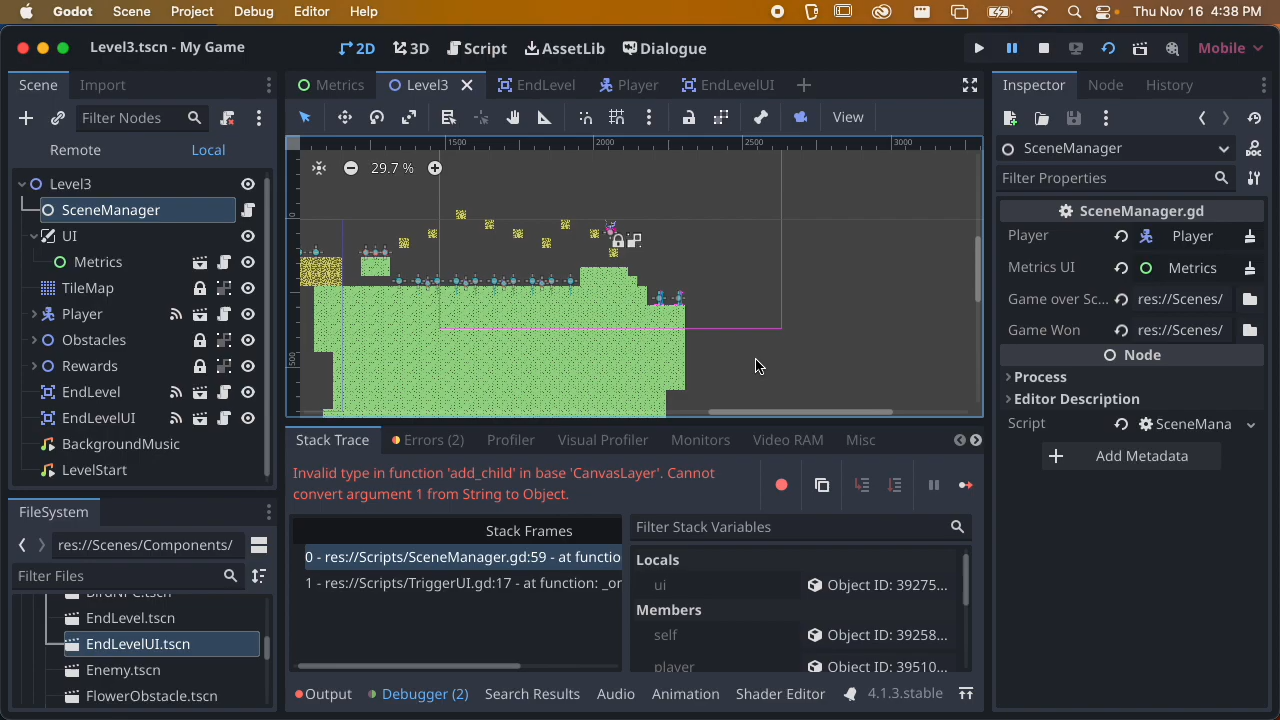 Godot Scene Project Debug Editor Help Thu Nov 16 4:38 PM
Level3.tscn - My Game 2D 3D Script AssetLib Dialogue Mobile
Scene Import
Metrics Level3 EndLevel Player EndLevelUI
Inspector Node History
Filter Nodes
View
Remote Local
SceneManager
Filter Properties
Level3
SceneManager
UI
Metrics
TileMap
Player
Obstacles
Rewards
EndLevel
EndLevelUI
BackgroundMusic
LevelStart
1500 2000 2500 3000
29.7 %
0
500
SceneManager.gd
Player Player
Metrics UI Metrics
Game over Sc... res://Scenes/
Game Won res://Scenes/
Node
Process
Editor Description
Script SceneMana
Add Metadata
FileSystem
res://Scenes/Components/
Filter Files
EndLevel.tscn
EndLevelUI.tscn
Enemy.tscn
FlowerObstacle.tscn
Stack Trace Errors (2) Profiler Visual Profiler Monitors Video RAM Misc
Invalid type in function 'add_child' in base 'CanvasLayer'. Cannot
convert argument 1 from String to Object.
Stack Frames
0 - res://Scripts/SceneManager.gd:59 - at functio
1 - res://Scripts/TriggerUI.gd:17 - at function: _or
Filter Stack Variables
Locals
ui Object ID: 39275...
Members
self Object ID: 39258...
player Object ID: 39510...
Output Debugger (2) Search Results Audio Animation Shader Editor 4.1.3.stable